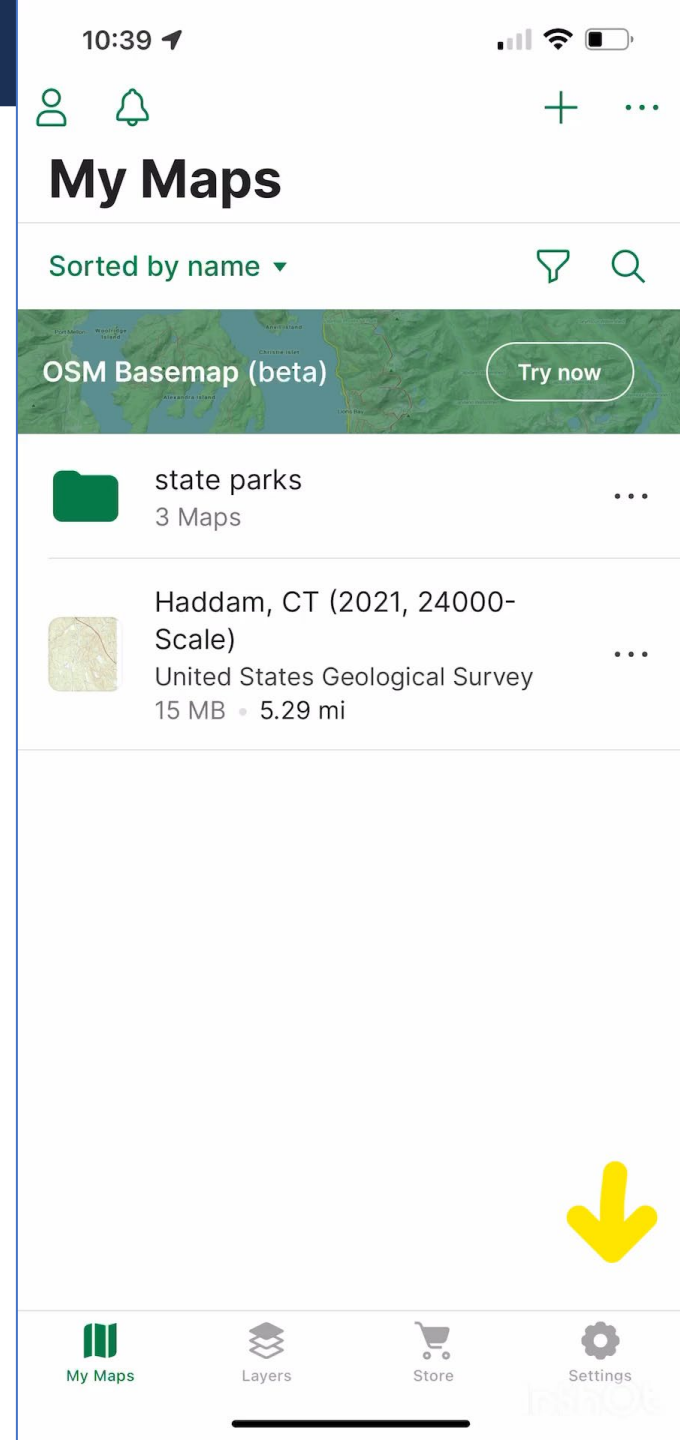 10:39
My Maps
Sorted by name
OSM Basemap (beta)
Try now
state parks
3 Maps
Haddam, CT (2021, 24000-
Scale)
United States Geological Survey
15 MB • 5.29 mi
My Maps
Layers
Store
Settings